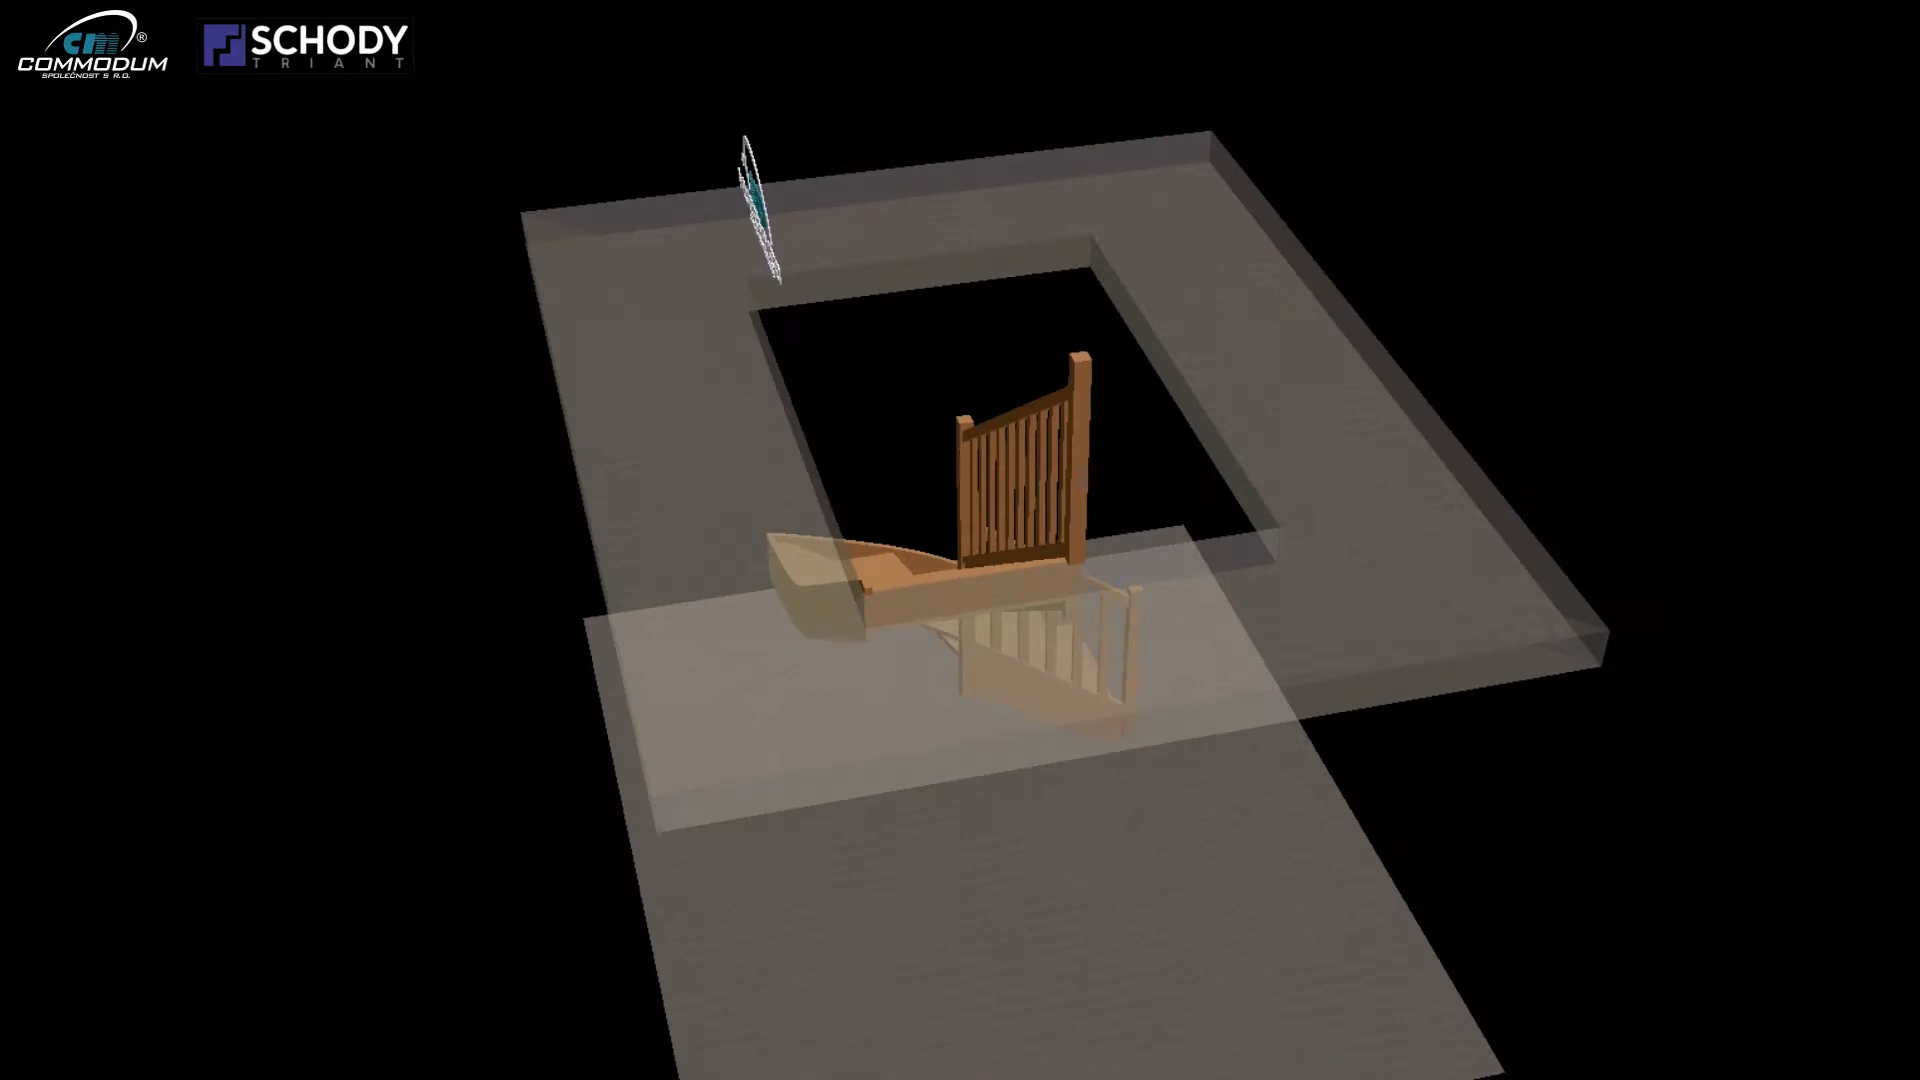 cm®
COMMODUM
SPOLEČNOST S R.O.
SCHODY
TRIANT